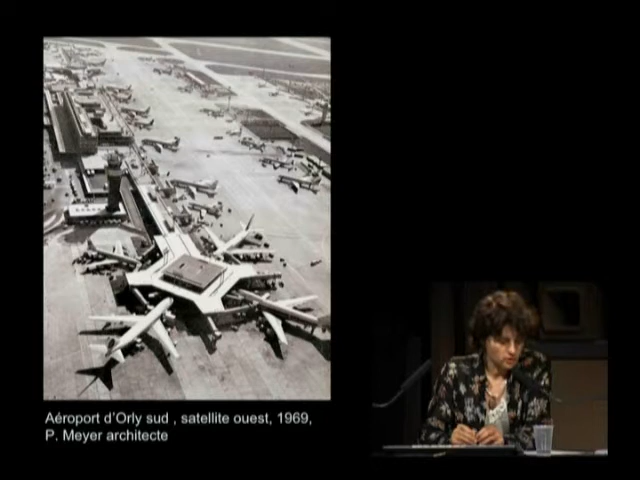 Aéroport d'Orly sud , satellite ouest, 1969,
P. Meyer architecte